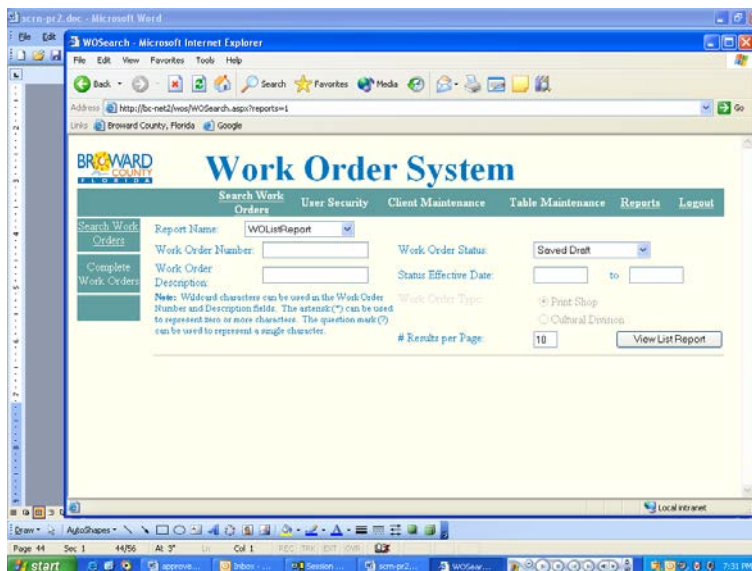 scrn-pr2.doc - Microsoft Word
File Edit
WOSearch - Microsoft Internet Explorer
File Edit View Favorites Tools Help
Back Search Favorites Media
Address http://bc-net2/wos/WOSearch.aspx?reports=1 Go
Links Broward County, Florida Google
BROWARD COUNTY
FLORIDA
Work Order System
Search Work Orders User Security Client Maintenance Table Maintenance Reports Logout
Search Work Orders
Complete Work Orders
Report Name: WOListReport
Work Order Number: Work Order Status: Saved Draft
Work Order Description: Status Effective Date: to
Note: Wildcard characters can be used in the Work Order
Number and Description fields. The asterisk (*) can be used
to represent zero or more characters. The question mark (?)
can be used to represent a single character.
Work Order Type: Print Shop
Cultural Division
# Results per Page: 10 View List Report
Local intranet
Draw AutoShapes
Page 44 Sec 1 44/56 At 3" Ln Col 1 REC TRK EXT OVR
start approve... Inbox - ... Session ... scrn-pr2... WOSear... 7:31 PM